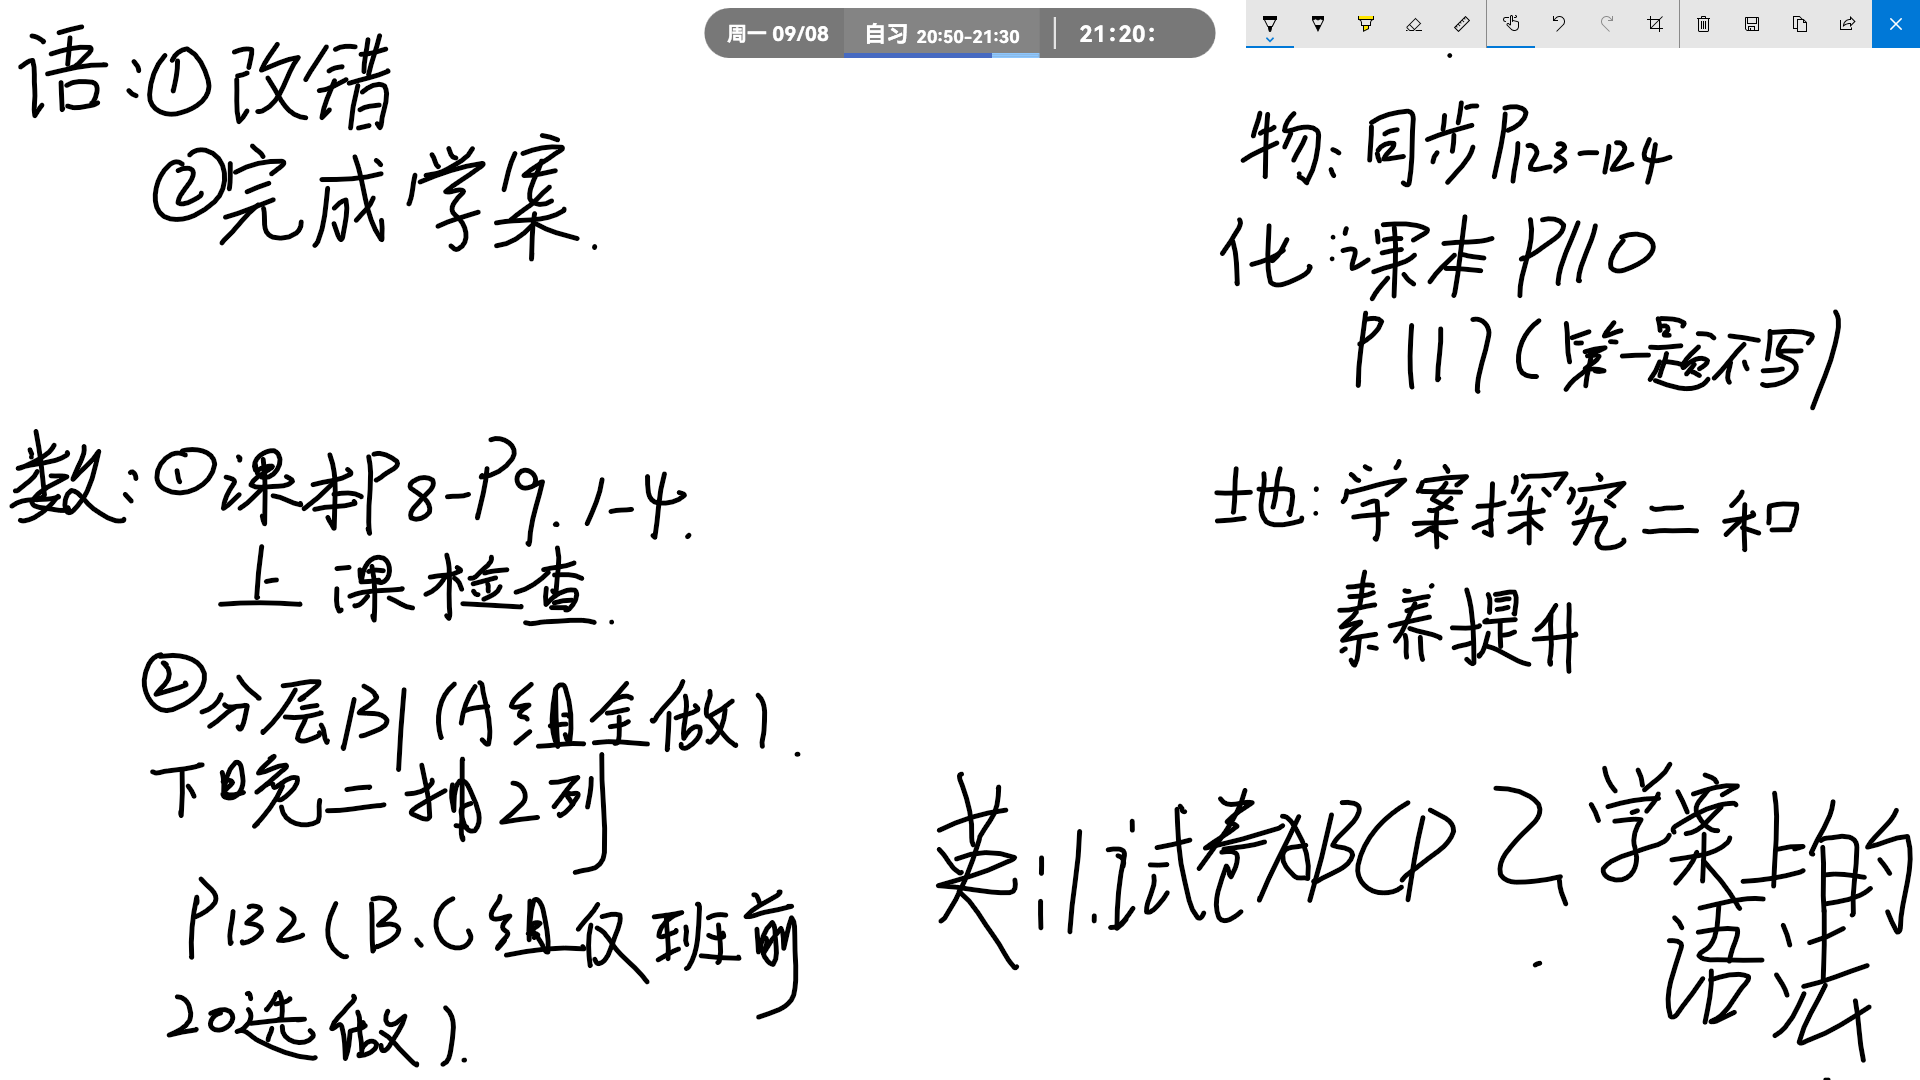 周一 09/08 自习 20:50-21:30 21:20:
语:①改错
②完成学案.
数:①课本P8-P9.1-4.
上课检查.
②分层B1(A组全做).
下日晚二抽2列
P132(B、C组仅班前
20选做).
物:同步P123-124
化:课本P110
P117(第一题不写)
地:学案探究二和
素养提升
英:1.试卷ABCD 2.学案上的
语法